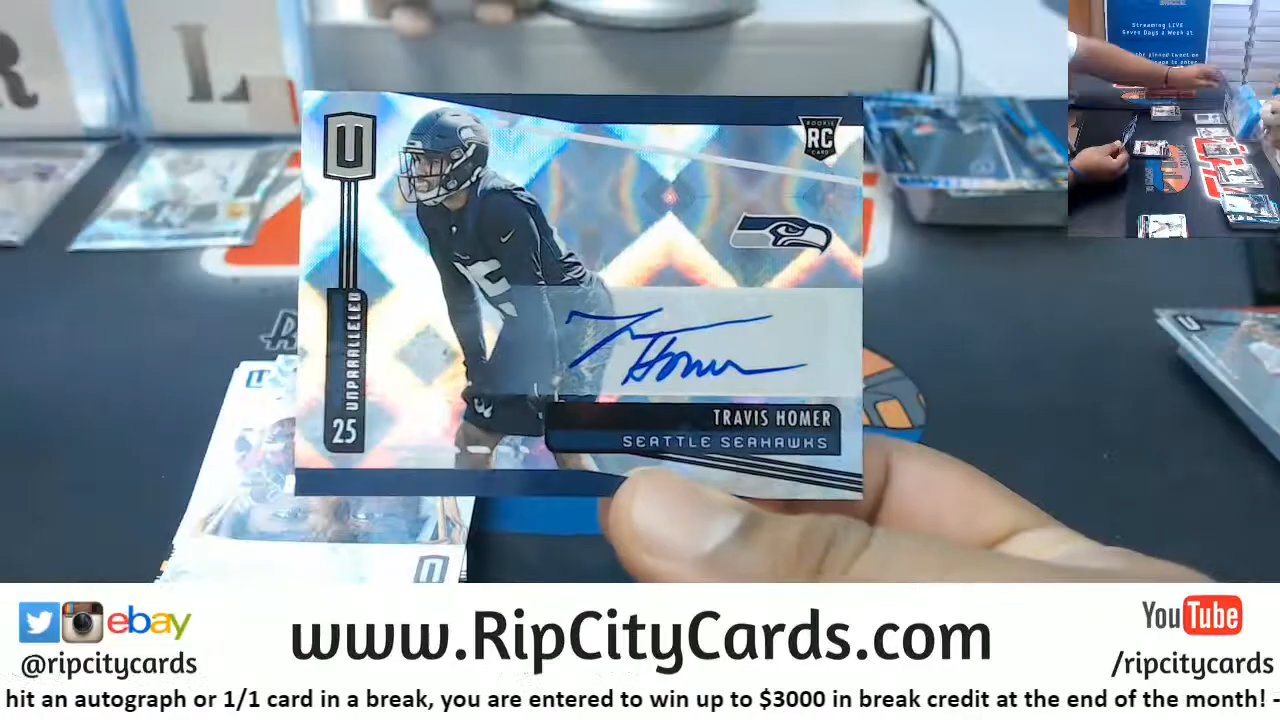 R L
Streaming LIVE
Seven Days a Week at
U
ROOKIE
RC
CARD
UNPARALLELED
25
T Homer
TRAVIS HOMER
SEATTLE SEAHAWKS
U
U
U
ebay
@ripcitycards
www.RipCityCards.com
YouTube
/ripcitycards
hit an autograph or 1/1 card in a break, you are entered to win up to $3000 in break credit at the end of the month! -